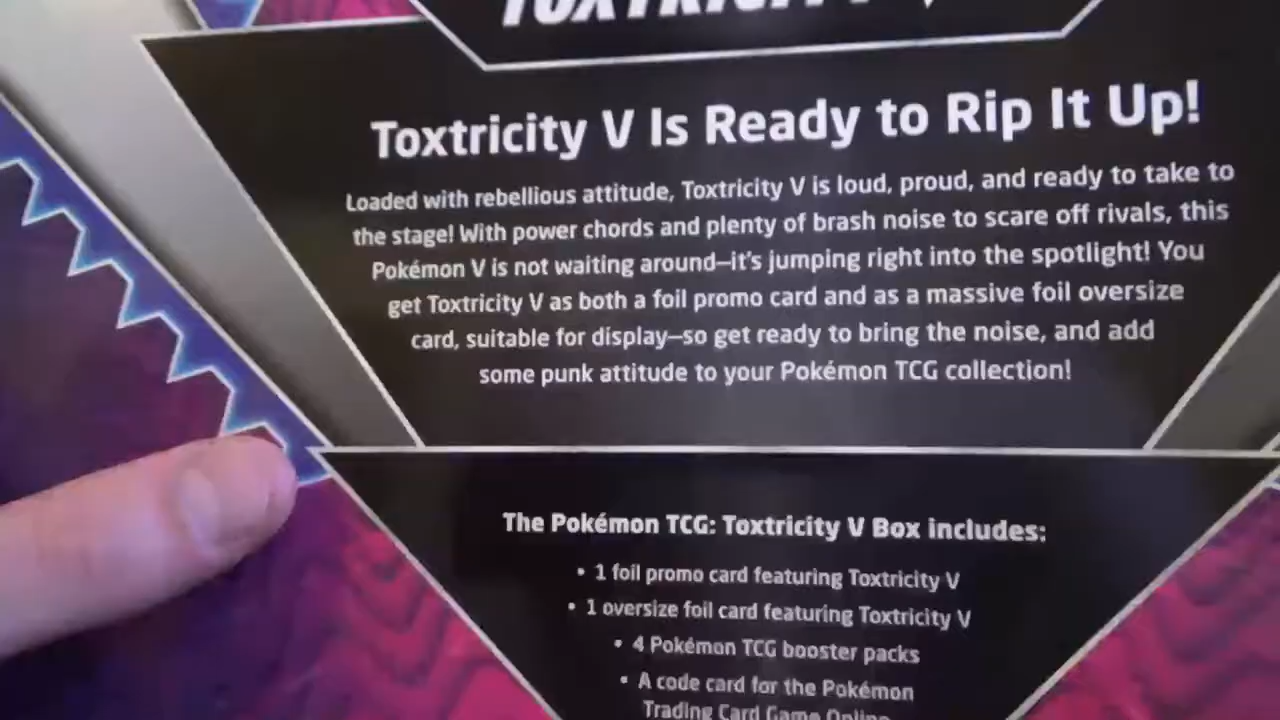 TOXTRICITY V
Toxtricity V Is Ready to Rip It Up!
Loaded with rebellious attitude, Toxtricity V is loud, proud, and ready to take to
the stage! With power chords and plenty of brash noise to scare off rivals, this
Pokémon V is not waiting around—it's jumping right into the spotlight! You
get Toxtricity V as both a foil promo card and as a massive foil oversize
card, suitable for display—so get ready to bring the noise, and add
some punk attitude to your Pokémon TCG collection!
The Pokémon TCG: Toxtricity V Box includes:
• 1 foil promo card featuring Toxtricity V
• 1 oversize foil card featuring Toxtricity V
• 4 Pokémon TCG booster packs
• A code card for the Pokémon
Trading Card Game Online